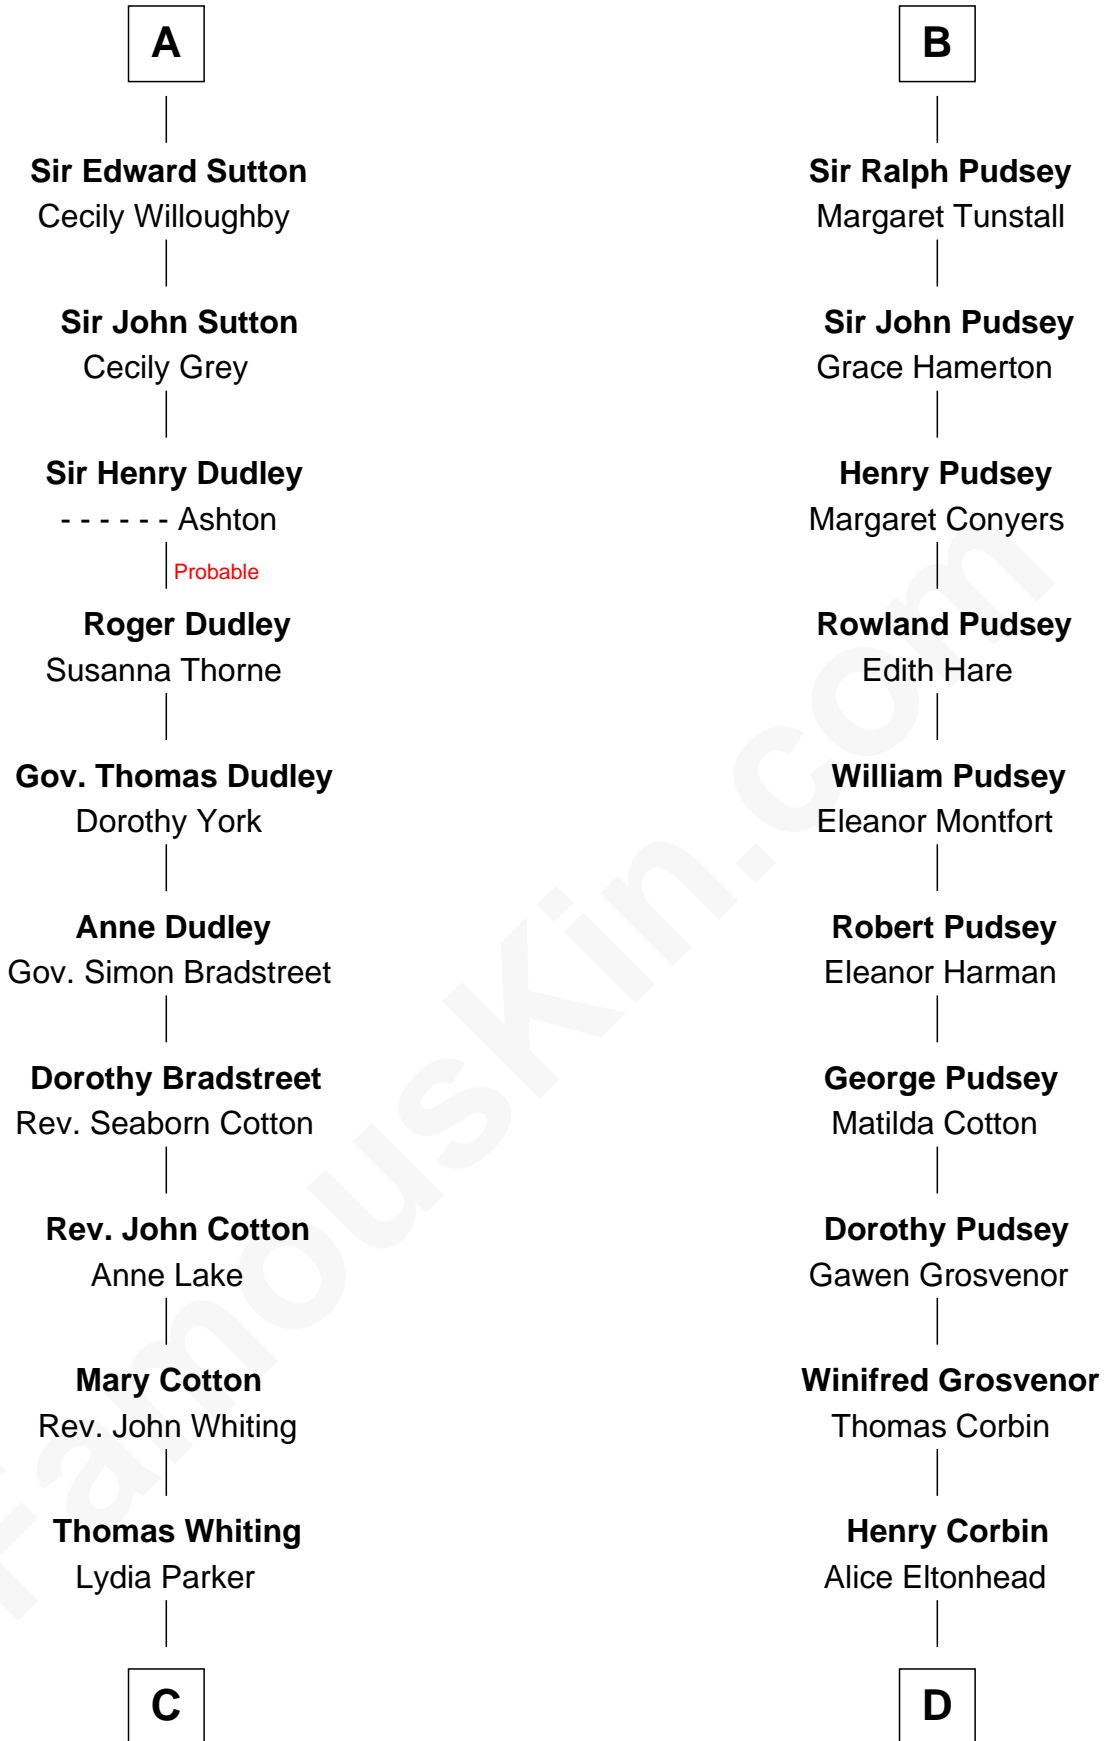 A
Sir Edward Sutton
Cecily Willoughby
Sir John Sutton
Cecily Grey
Sir Henry Dudley
- - - - - - Ashton
Probable
Roger Dudley
Susanna Thorne
Gov. Thomas Dudley
Dorothy York
Anne Dudley
Gov. Simon Bradstreet
Dorothy Bradstreet
Rev. Seaborn Cotton
Rev. John Cotton
Anne Lake
Mary Cotton
Rev. John Whiting
Thomas Whiting
Lydia Parker
C
B
Sir Ralph Pudsey
Margaret Tunstall
Sir John Pudsey
Grace Hamerton
Henry Pudsey
Margaret Conyers
Rowland Pudsey
Edith Hare
William Pudsey
Eleanor Montfort
Robert Pudsey
Eleanor Harman
George Pudsey
Matilda Cotton
Dorothy Pudsey
Gawen Grosvenor
Winifred Grosvenor
Thomas Corbin
Henry Corbin
Alice Eltonhead
D
FamousKin.com